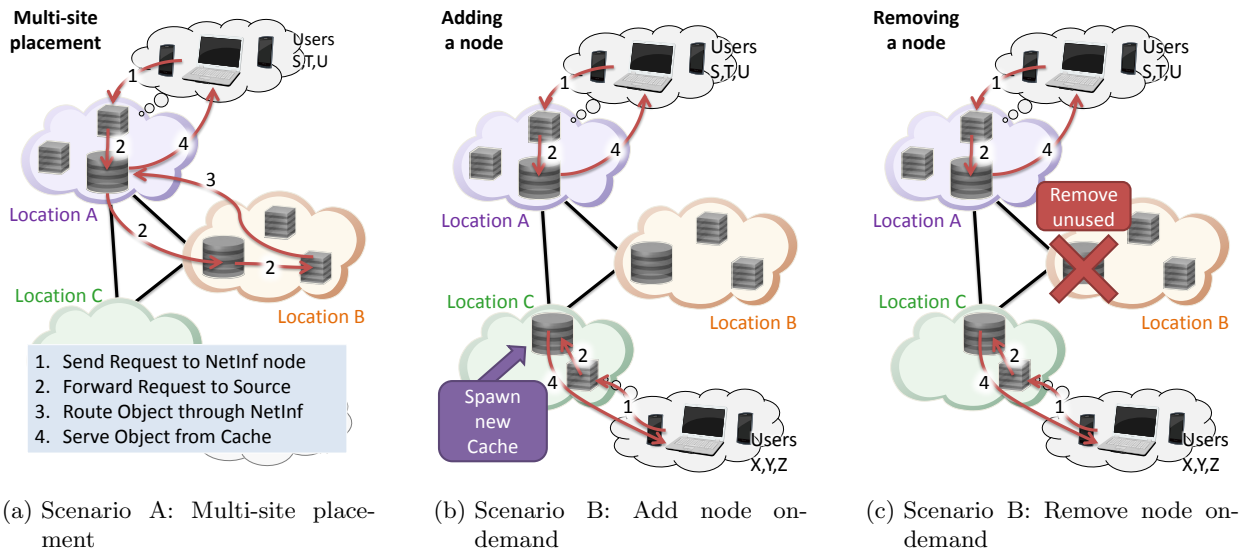 Multi-site
placement
Users
S,T,U
1
2
4
3
Location A
2
2
Location C
Location B
1. Send Request to NetInf node
2. Forward Request to Source
3. Route Object through NetInf
4. Serve Object from Cache
(a) Scenario A: Multi-site place-
ment
Adding
a node
Users
S,T,U
1
2
4
Location A
Location C
Location B
2
4
Spawn
new
Cache
1
Users
X,Y,Z
(b) Scenario B: Add node on-
demand
Removing
a node
Users
S,T,U
1
2
4
Remove
unused
Location A
Location C
Location B
2
4
1
Users
X,Y,Z
(c) Scenario B: Remove node on-
demand